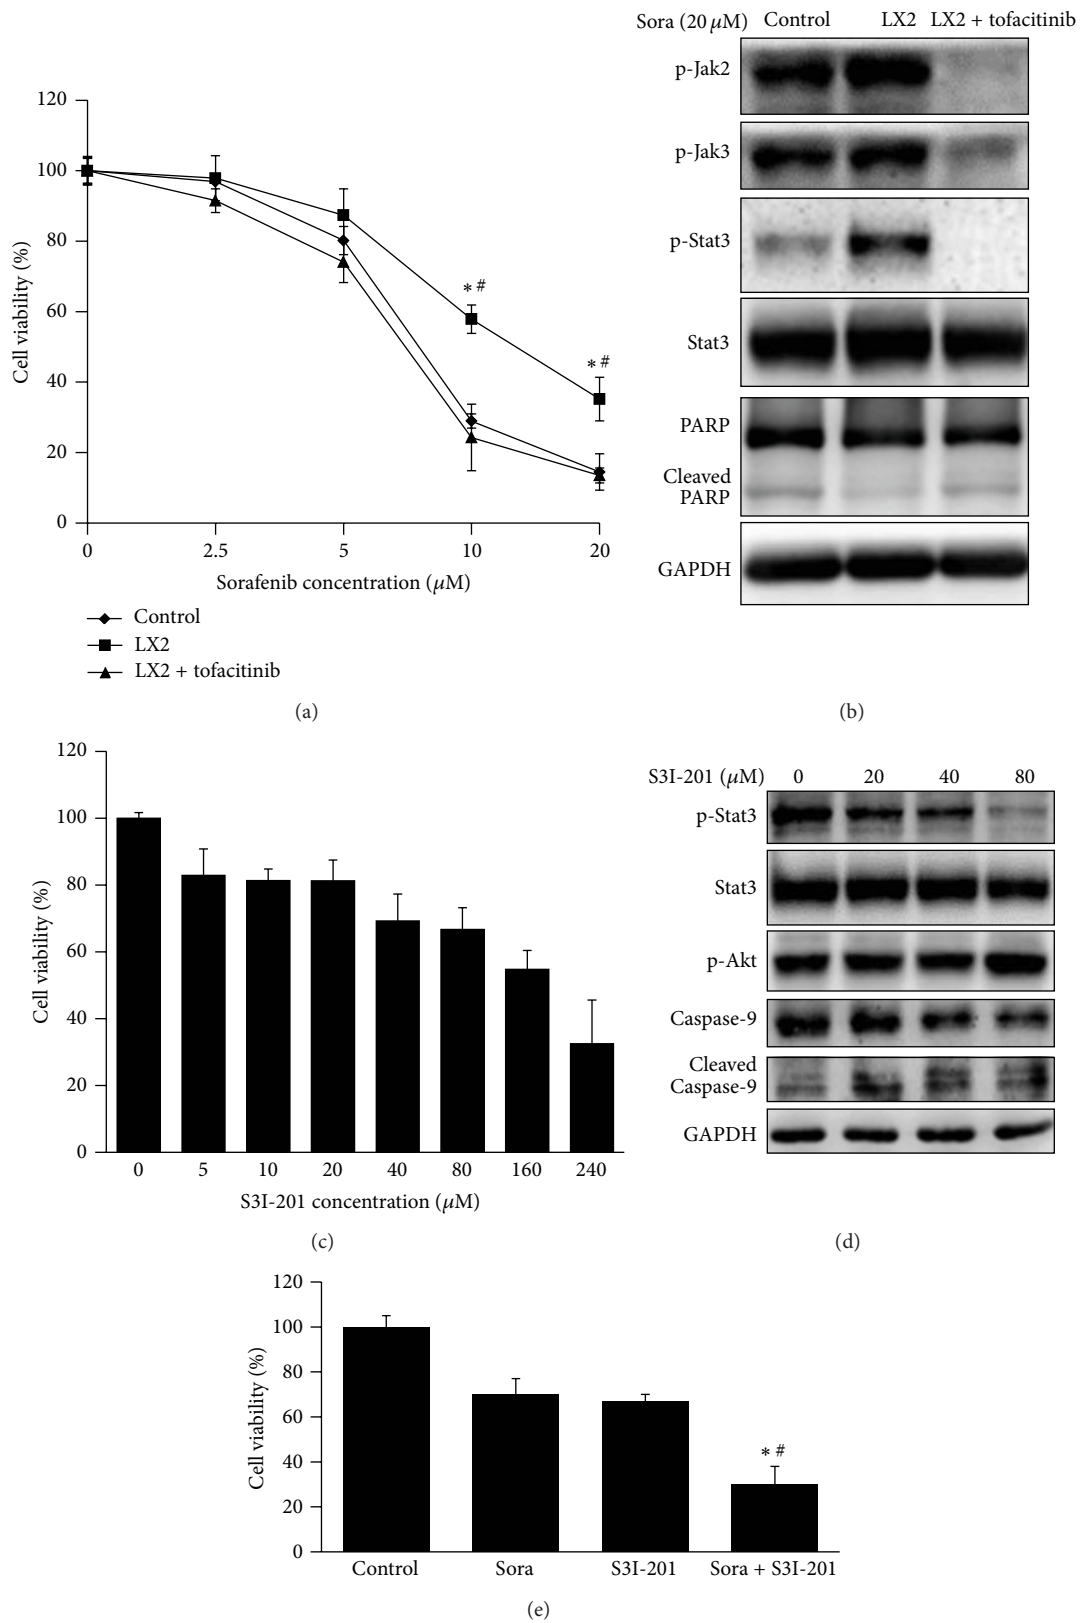 120
100
80
60
40
20
0
Cell viability (%)
* #
* #
0 2.5 5 10 20
Sorafenib concentration (μM)
Control
LX2
LX2 + tofacitinib
(a)
Sora (20 μM) Control LX2 LX2 + tofacitinib
p-Jak2
p-Jak3
p-Stat3
Stat3
PARP
Cleaved
PARP
GAPDH
(b)
120
100
80
60
40
20
0
Cell viability (%)
0 5 10 20 40 80 160 240
S3I-201 concentration (μM)
(c)
S3I-201 (μM) 0 20 40 80
p-Stat3
Stat3
p-Akt
Caspase-9
Cleaved
Caspase-9
GAPDH
(d)
120
100
80
60
40
20
0
Cell viability (%)
* #
Control Sora S3I-201 Sora + S3I-201
(e)